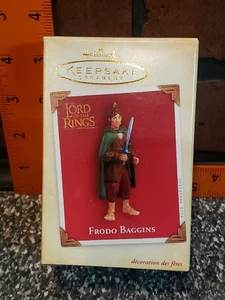 Hallmark
KEEPSAKE
ORNAMENT
THE
LORD
OF THE
RINGS
FRODO BAGGINS
décoration des fêtes